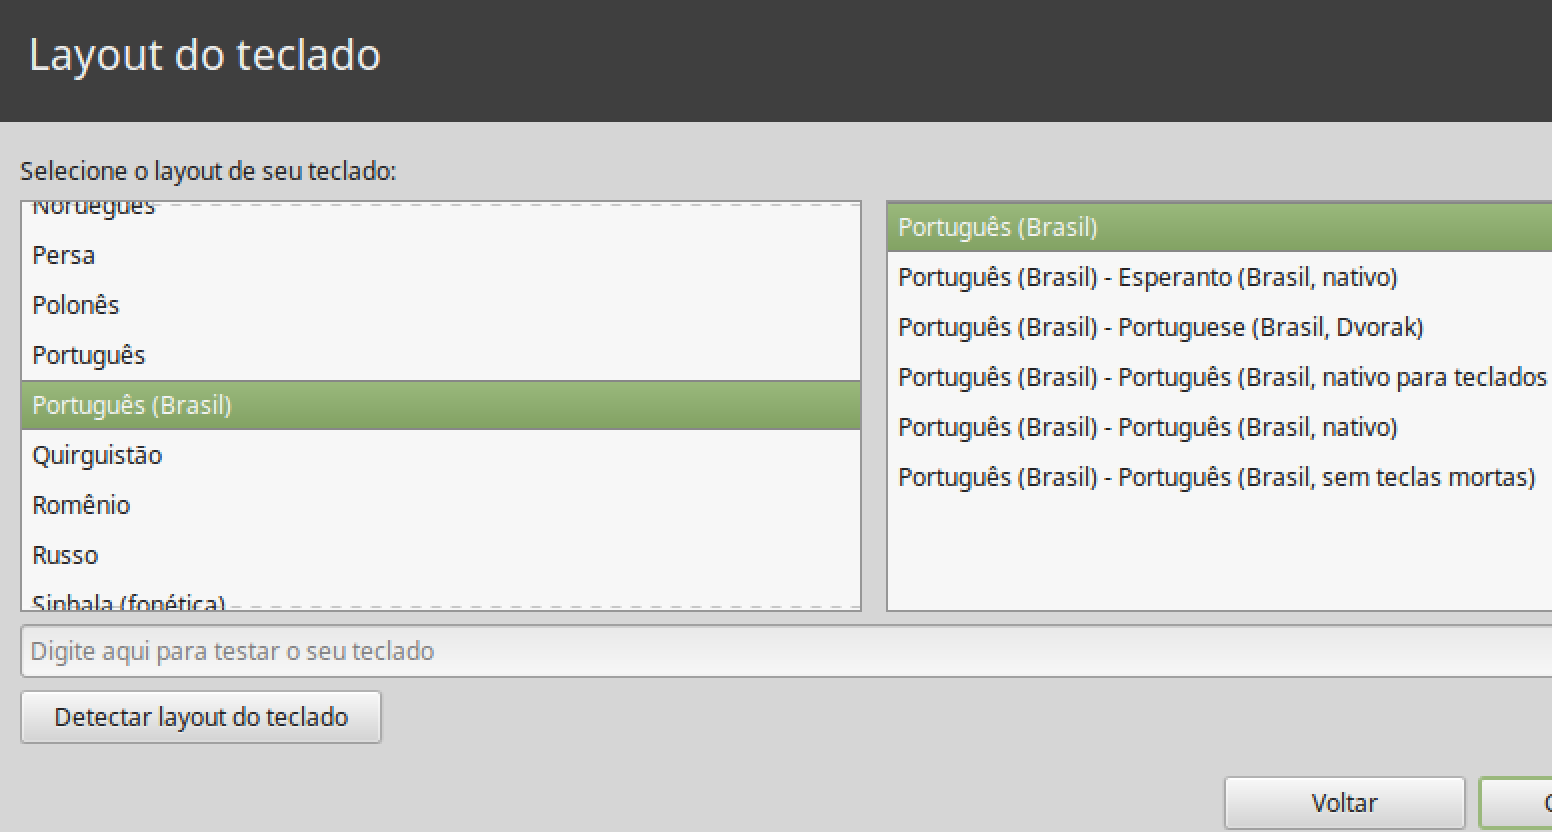 Layout do teclado
Selecione o layout de seu teclado:
Norueguês
Persa
Polonês
Português
Português (Brasil)
Quirguistão
Romênio
Russo
Sinhala (fonética)
Português (Brasil)
Português (Brasil) - Esperanto (Brasil, nativo)
Português (Brasil) - Portuguese (Brasil, Dvorak)
Português (Brasil) - Português (Brasil, nativo para teclados
Português (Brasil) - Português (Brasil, nativo)
Português (Brasil) - Português (Brasil, sem teclas mortas)
Digite aqui para testar o seu teclado
Detectar layout do teclado
Voltar